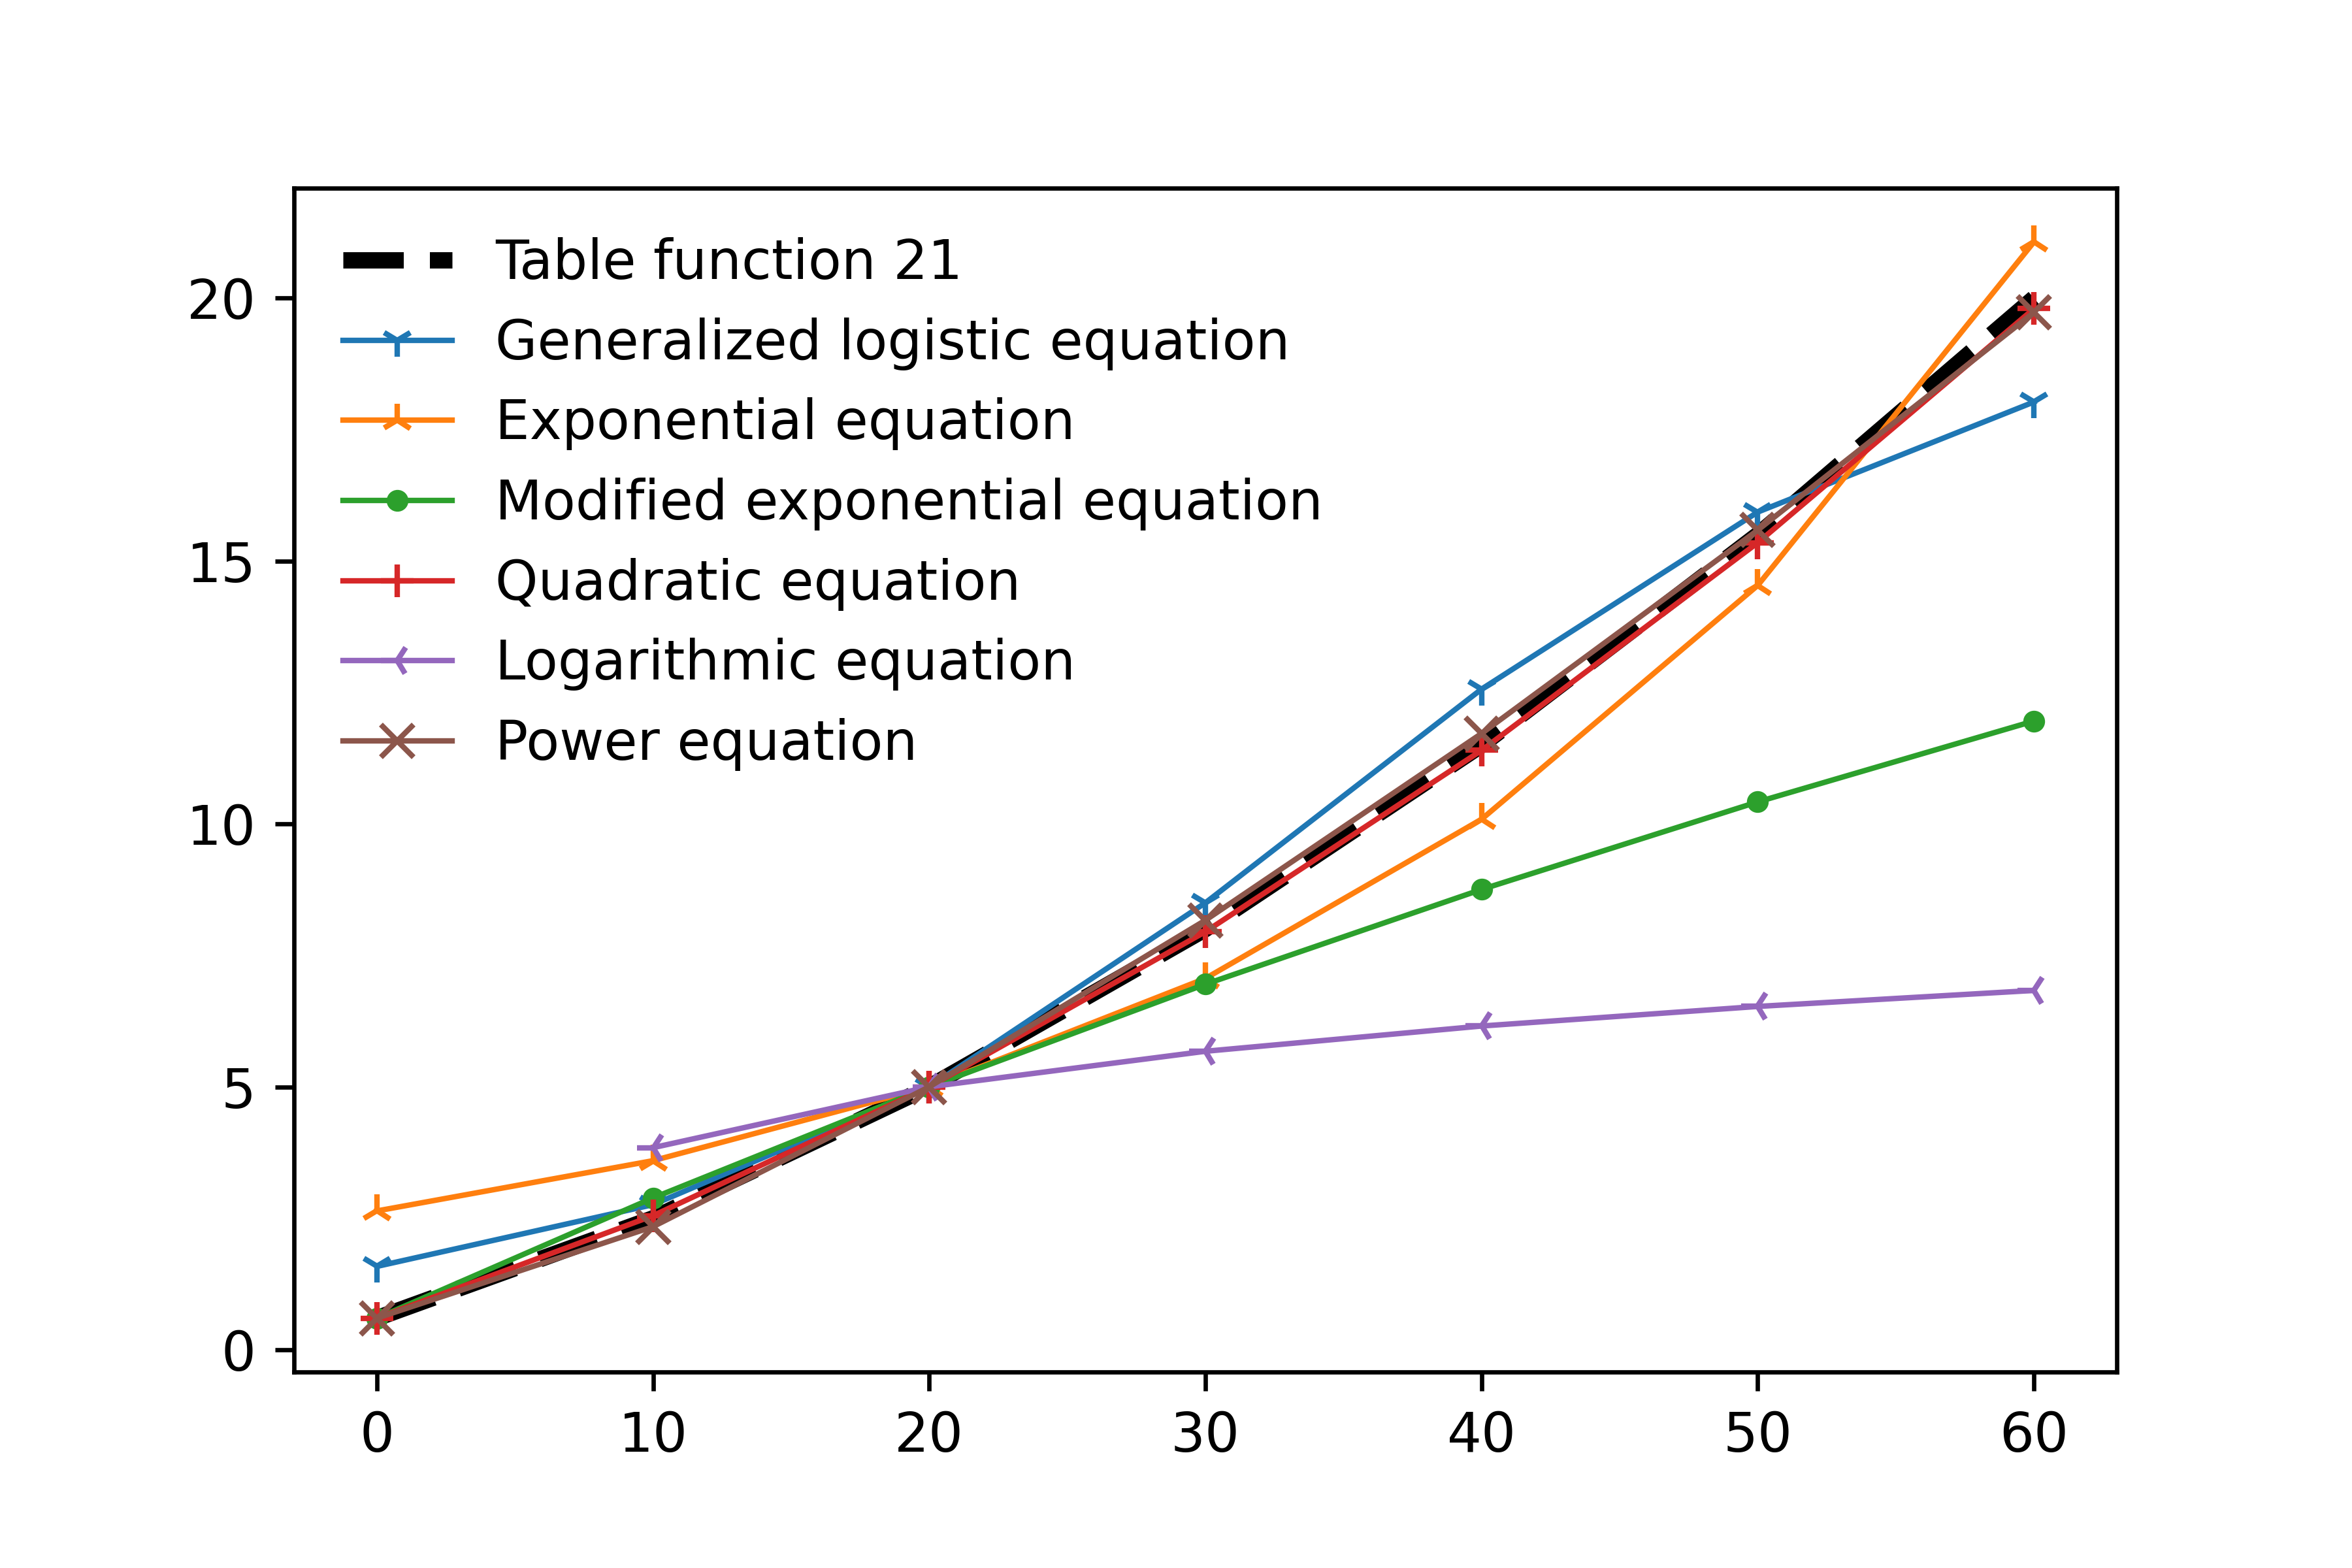 Table function 21
Generalized logistic equation
Exponential equation
Modified exponential equation
Quadratic equation
Logarithmic equation
Power equation
20
15
10
5
0
0 10 20 30 40 50 60